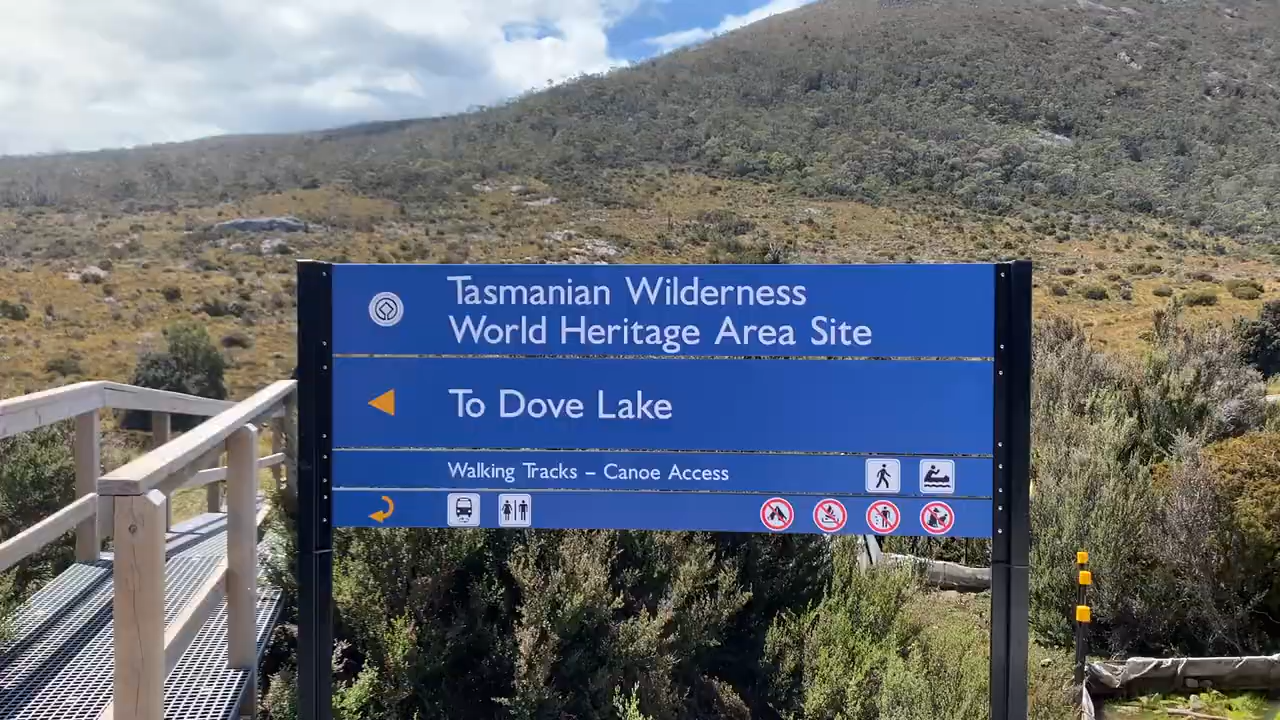 Tasmanian Wilderness
World Heritage Area Site
To Dove Lake
Walking Tracks – Canoe Access